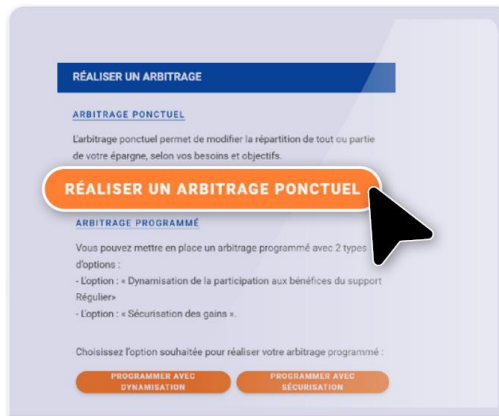 RÉALISER UN ARBITRAGE
ARBITRAGE PONCTUEL
L'arbitrage ponctuel permet de modifier la répartition de tout ou partie
de votre épargne, selon vos besoins et objectifs.
RÉALISER UN ARBITRAGE PONCTUEL
ARBITRAGE PROGRAMMÉ
Vous pouvez mettre en place un arbitrage programmé avec 2 types
d'options :
- L'option : « Dynamisation de la participation aux bénéfices du support
Régulier»
- L'option : « Sécurisation des gains ».
Choisissez l'option souhaitée pour réaliser votre arbitrage programmé :
PROGRAMMER AVEC
DYNAMISATION
PROGRAMMER AVEC
SÉCURISATION